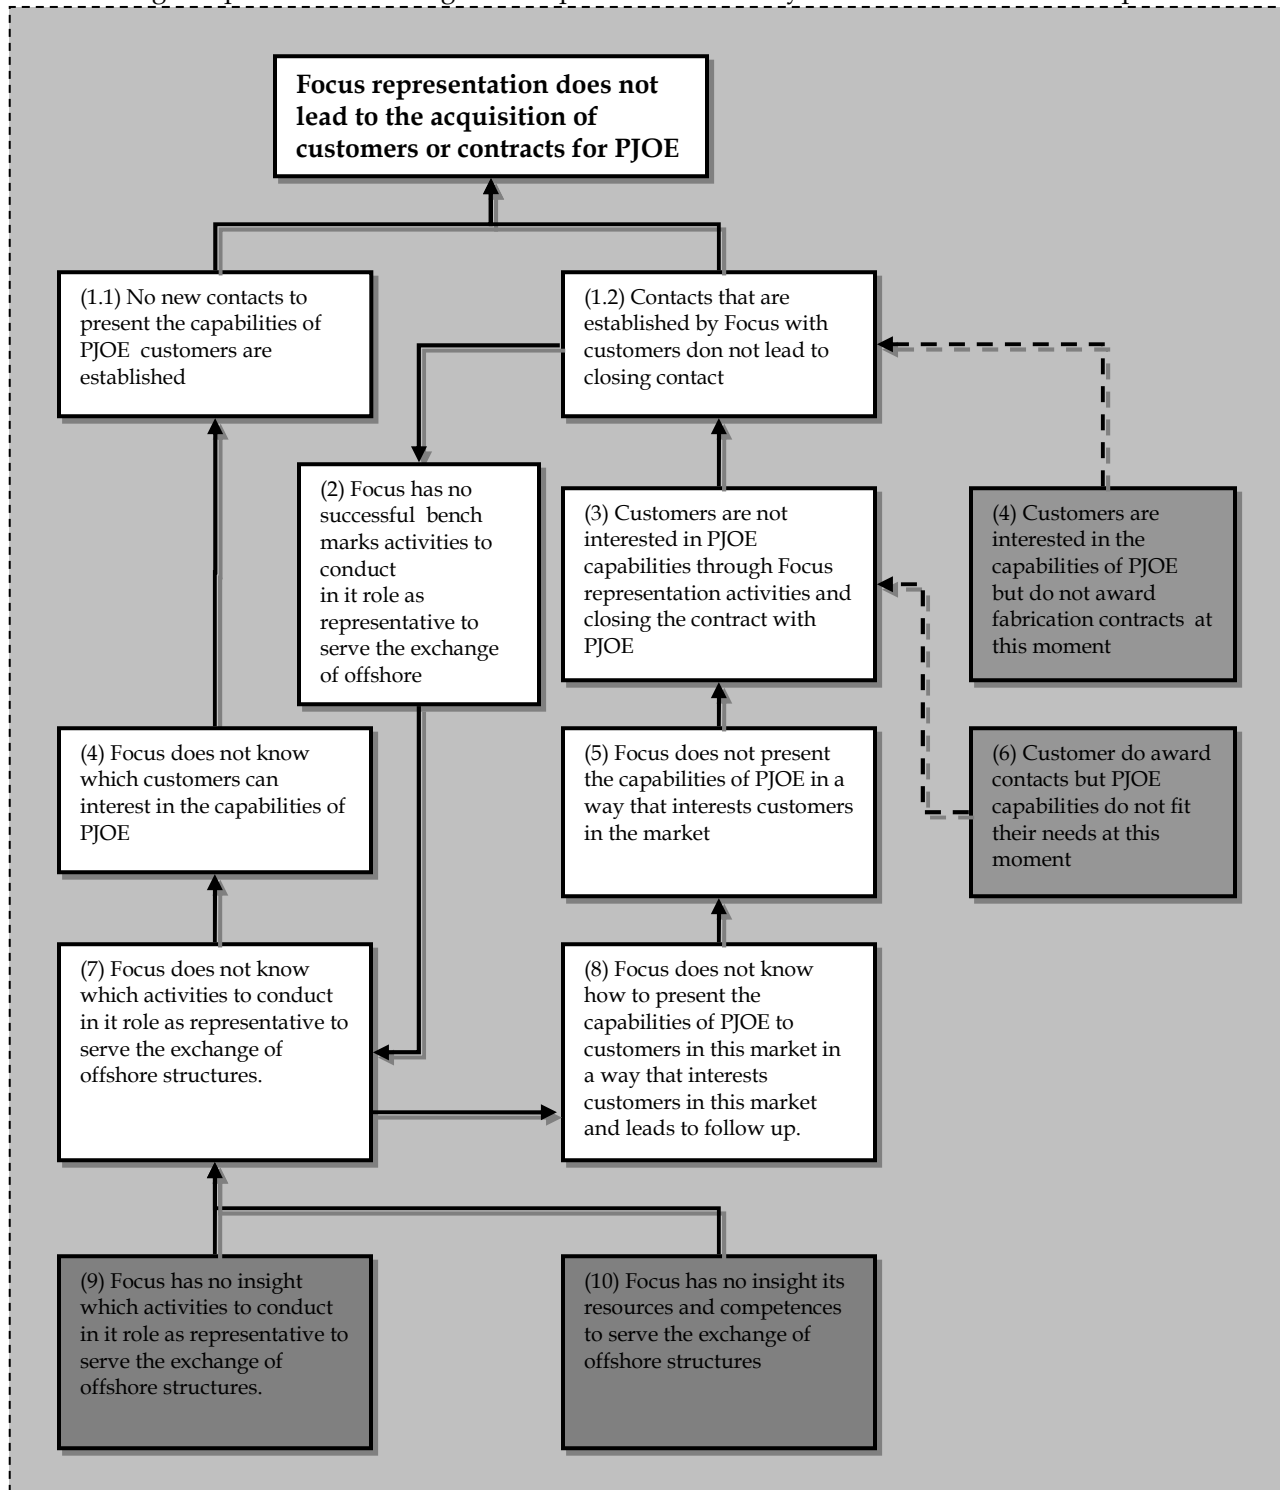 Focus representation does not
lead to the acquisition of
customers or contracts for PJOE
(1.1) No new contacts to
present the capabilities of
PJOE customers are
established
(1.2) Contacts that are
established by Focus with
customers don not lead to
closing contact
(2) Focus has no
successful bench
marks activities to
conduct
in it role as
representative to
serve the exchange
of offshore
(3) Customers are not
interested in PJOE
capabilities through Focus
representation activities and
closing the contract with
PJOE
(4) Customers are
interested in the
capabilities of PJOE
but do not award
fabrication contracts at
this moment
(4) Focus does not know
which customers can
interest in the capabilities of
PJOE
(5) Focus does not present
the capabilities of PJOE in a
way that interests customers
in the market
(6) Customer do award
contacts but PJOE
capabilities do not fit
their needs at this
moment
(7) Focus does not know
which activities to conduct
in it role as representative to
serve the exchange of
offshore structures.
(8) Focus does not know
how to present the
capabilities of PJOE to
customers in this market in
a way that interests
customers in this market
and leads to follow up.
(9) Focus has no insight
which activities to conduct
in it role as representative to
serve the exchange of
offshore structures.
(10) Focus has no insight its
resources and competences
to serve the exchange of
offshore structures